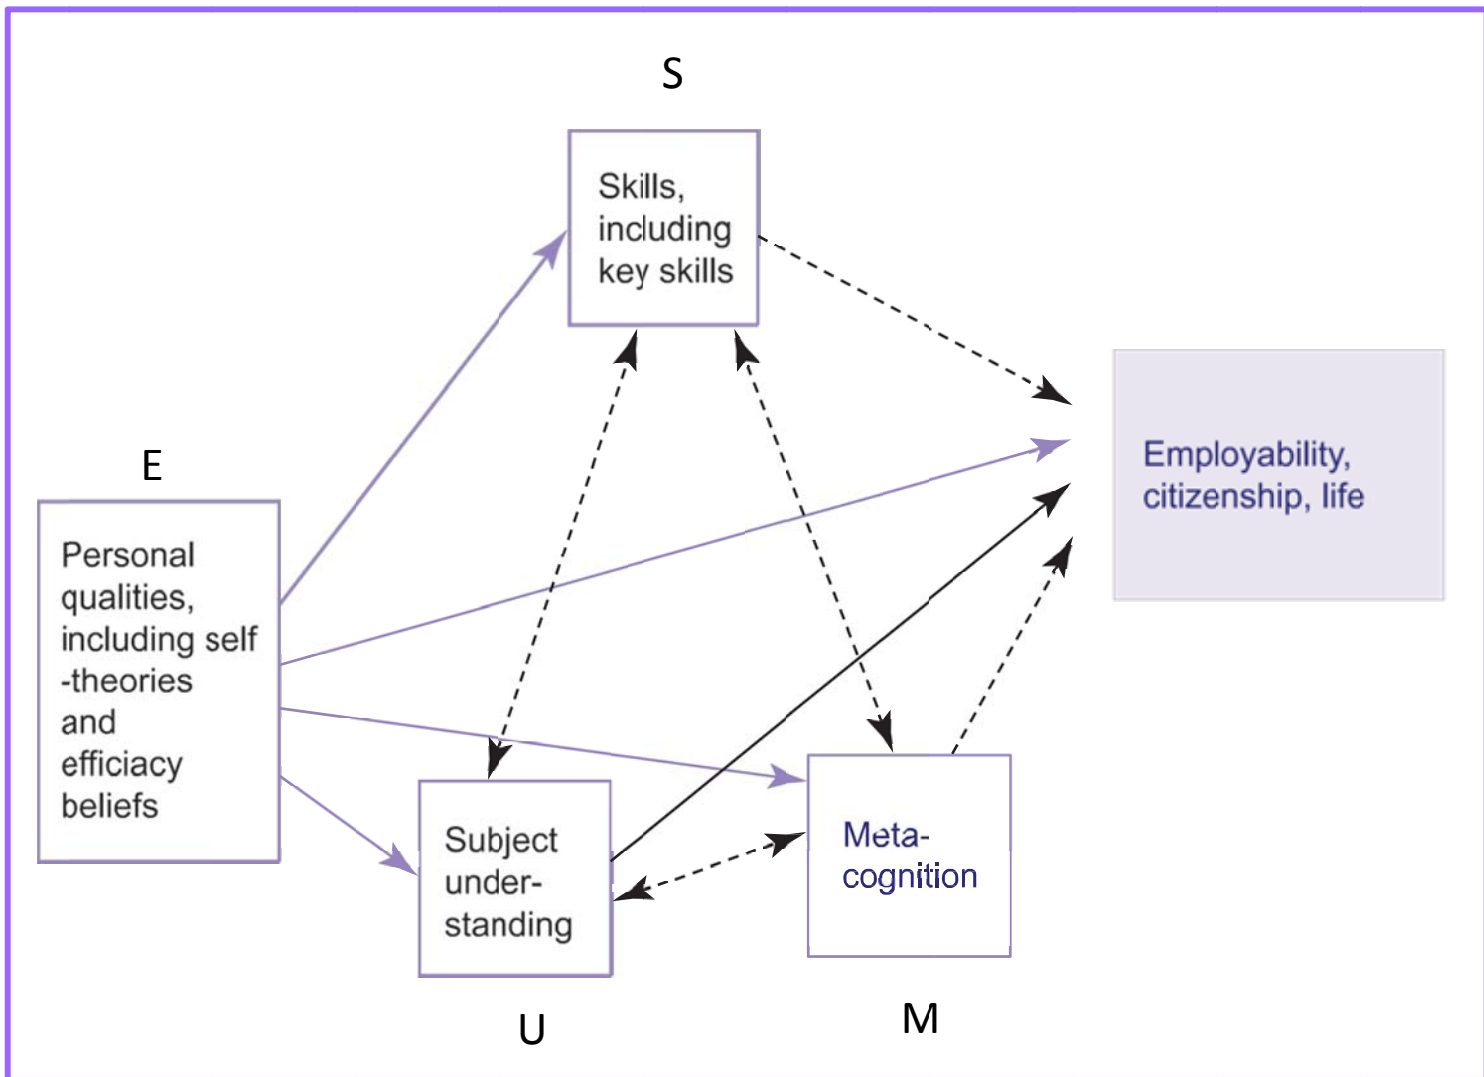 S
Skills,
including
key skills
E
Personal
qualities,
including self
-theories
and
efficiacy
beliefs
Employability,
citizenship, life
Subject
under-
standing
Meta-
cognition
U
M